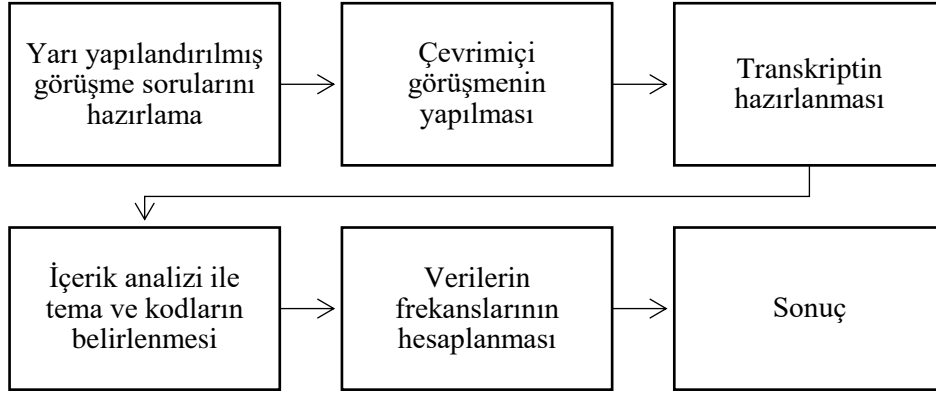 Yarı yapılandırılmış
görüşme sorularını
hazırlama
Çevrimiçi
görüşmenin
yapılması
Transkriptin
hazırlanması
İçerik analizi ile
tema ve kodların
belirlenmesi
Verilerin
frekanslarının
hesaplanması
Sonuç